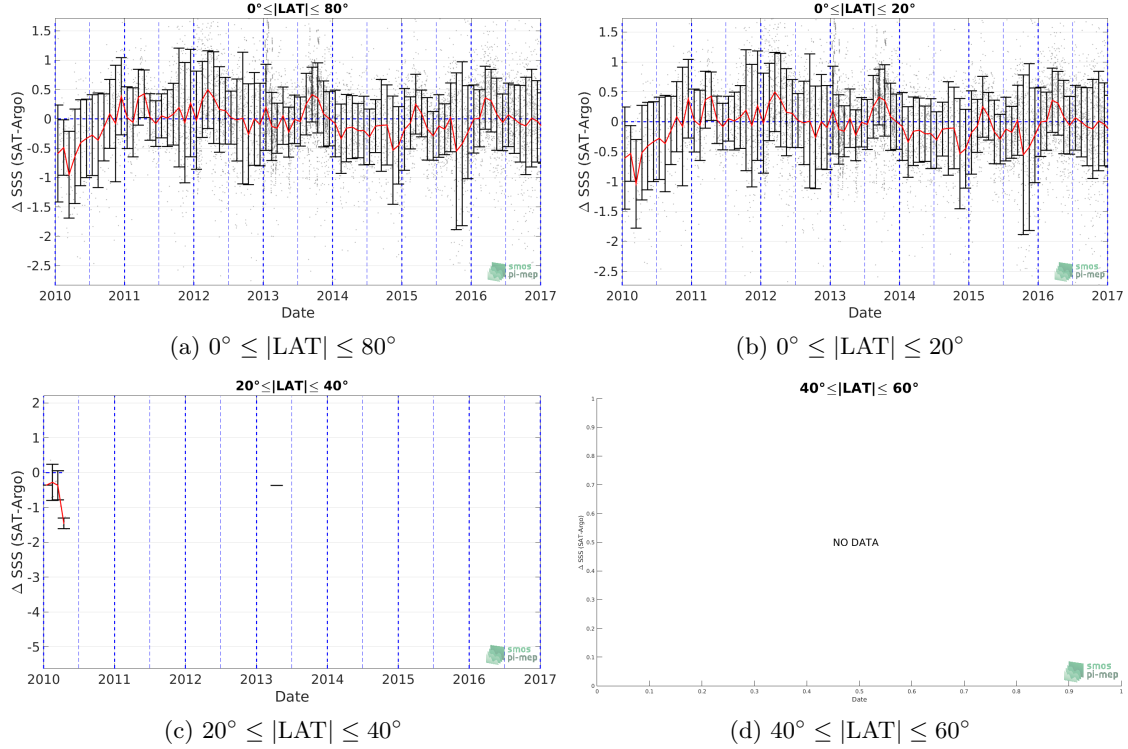 0°≤|LAT|≤ 80°
Δ SSS (SAT-Argo)
1.5
1
0.5
0
-0.5
-1
-1.5
-2
-2.5
2010 2011 2012 2013 2014 2015 2016 2017
Date
smos
pi-mep
(a) 0° ≤ |LAT| ≤ 80°
0°≤|LAT|≤ 20°
Δ SSS (SAT-Argo)
1.5
1
0.5
0
-0.5
-1
-1.5
-2
-2.5
2010 2011 2012 2013 2014 2015 2016 2017
Date
smos
pi-mep
(b) 0° ≤ |LAT| ≤ 20°
20°≤|LAT|≤ 40°
Δ SSS (SAT-Argo)
2
1
0
-1
-2
-3
-4
-5
2010 2011 2012 2013 2014 2015 2016 2017
Date
smos
pi-mep
(c) 20° ≤ |LAT| ≤ 40°
40°≤|LAT|≤ 60°
Δ SSS (SAT-Argo)
1
0.9
0.8
0.7
0.6
0.5
0.4
0.3
0.2
0.1
0
NO DATA
0 0.1 0.2 0.3 0.4 0.5 0.6 0.7 0.8 0.9 1
Date
smos
pi-mep
(d) 40° ≤ |LAT| ≤ 60°